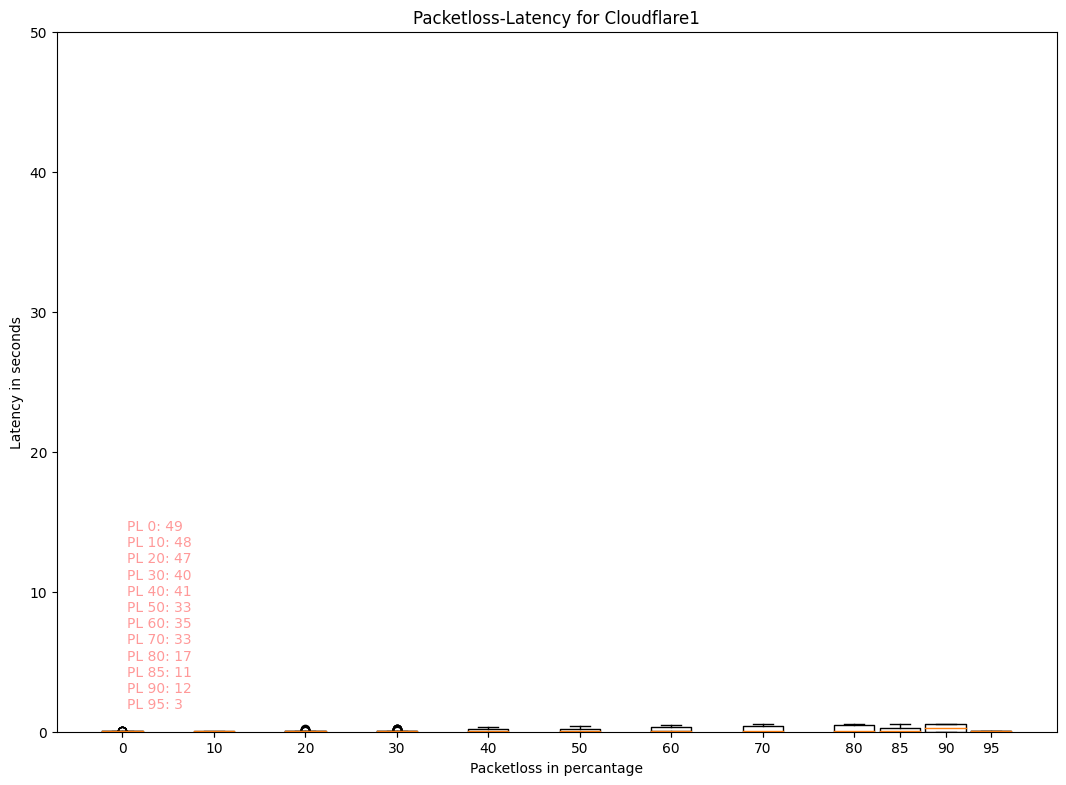 Packetloss-Latency for Cloudflare1
50
40
30
20
10
0
Latency in seconds
PL 0: 49
PL 10: 48
PL 20: 47
PL 30: 40
PL 40: 41
PL 50: 33
PL 60: 35
PL 70: 33
PL 80: 17
PL 85: 11
PL 90: 12
PL 95: 3
0 10 20 30 40 50 60 70 80 85 90 95
Packetloss in percantage